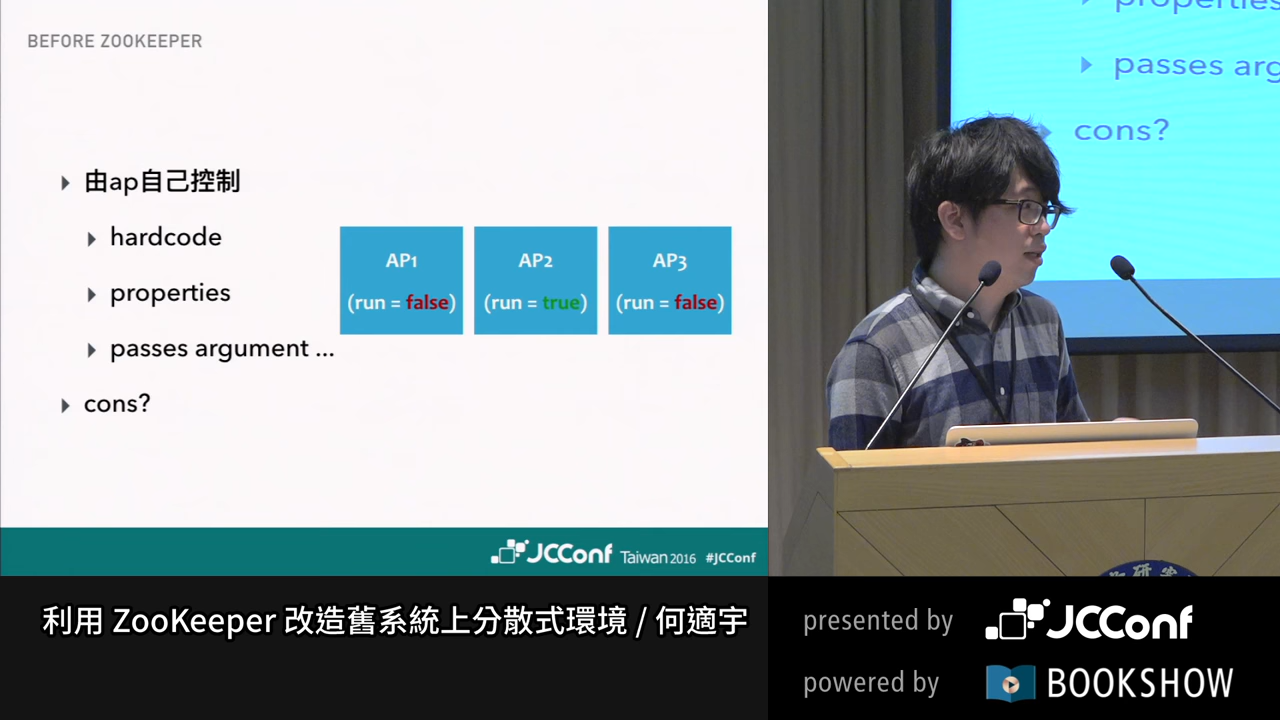 BEFORE ZOOKEEPER
由ap自己控制
hardcode
properties
passes argument ...
cons?
AP1
(run = false)
AP2
(run = true)
AP3
(run = false)
JCConf Taiwan 2016 #JCConf
properties
passes arg
cons?
利用 ZooKeeper 改造舊系統上分散式環境 / 何適宇
presented by JCConf
powered by BOOKSHOW